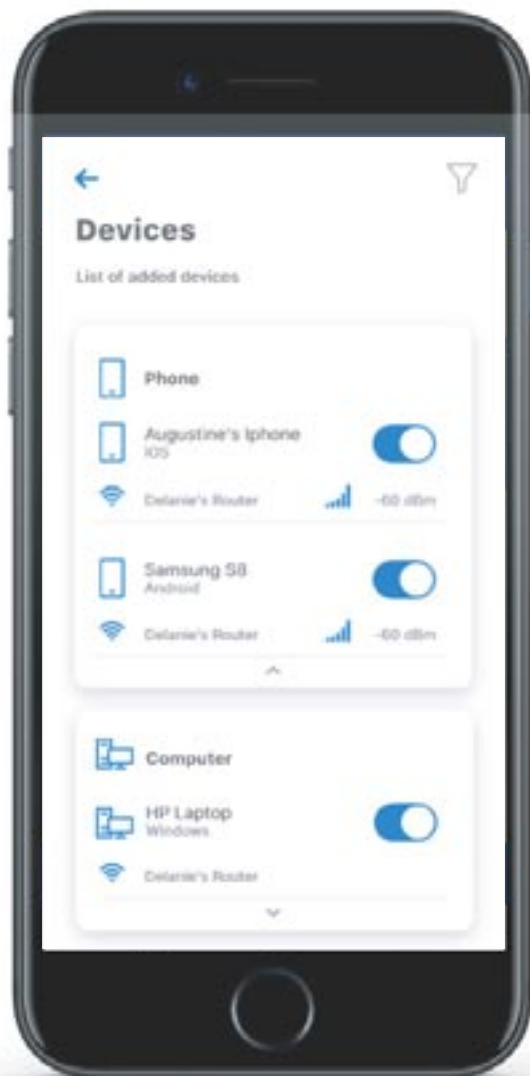 Devices
List of added devices
Phone
Augustine's Iphone
iOS
Delanie's Router -60 dBm
Samsung S8
Android
Delanie's Router -60 dBm
Computer
HP Laptop
Windows
Delanie's Router